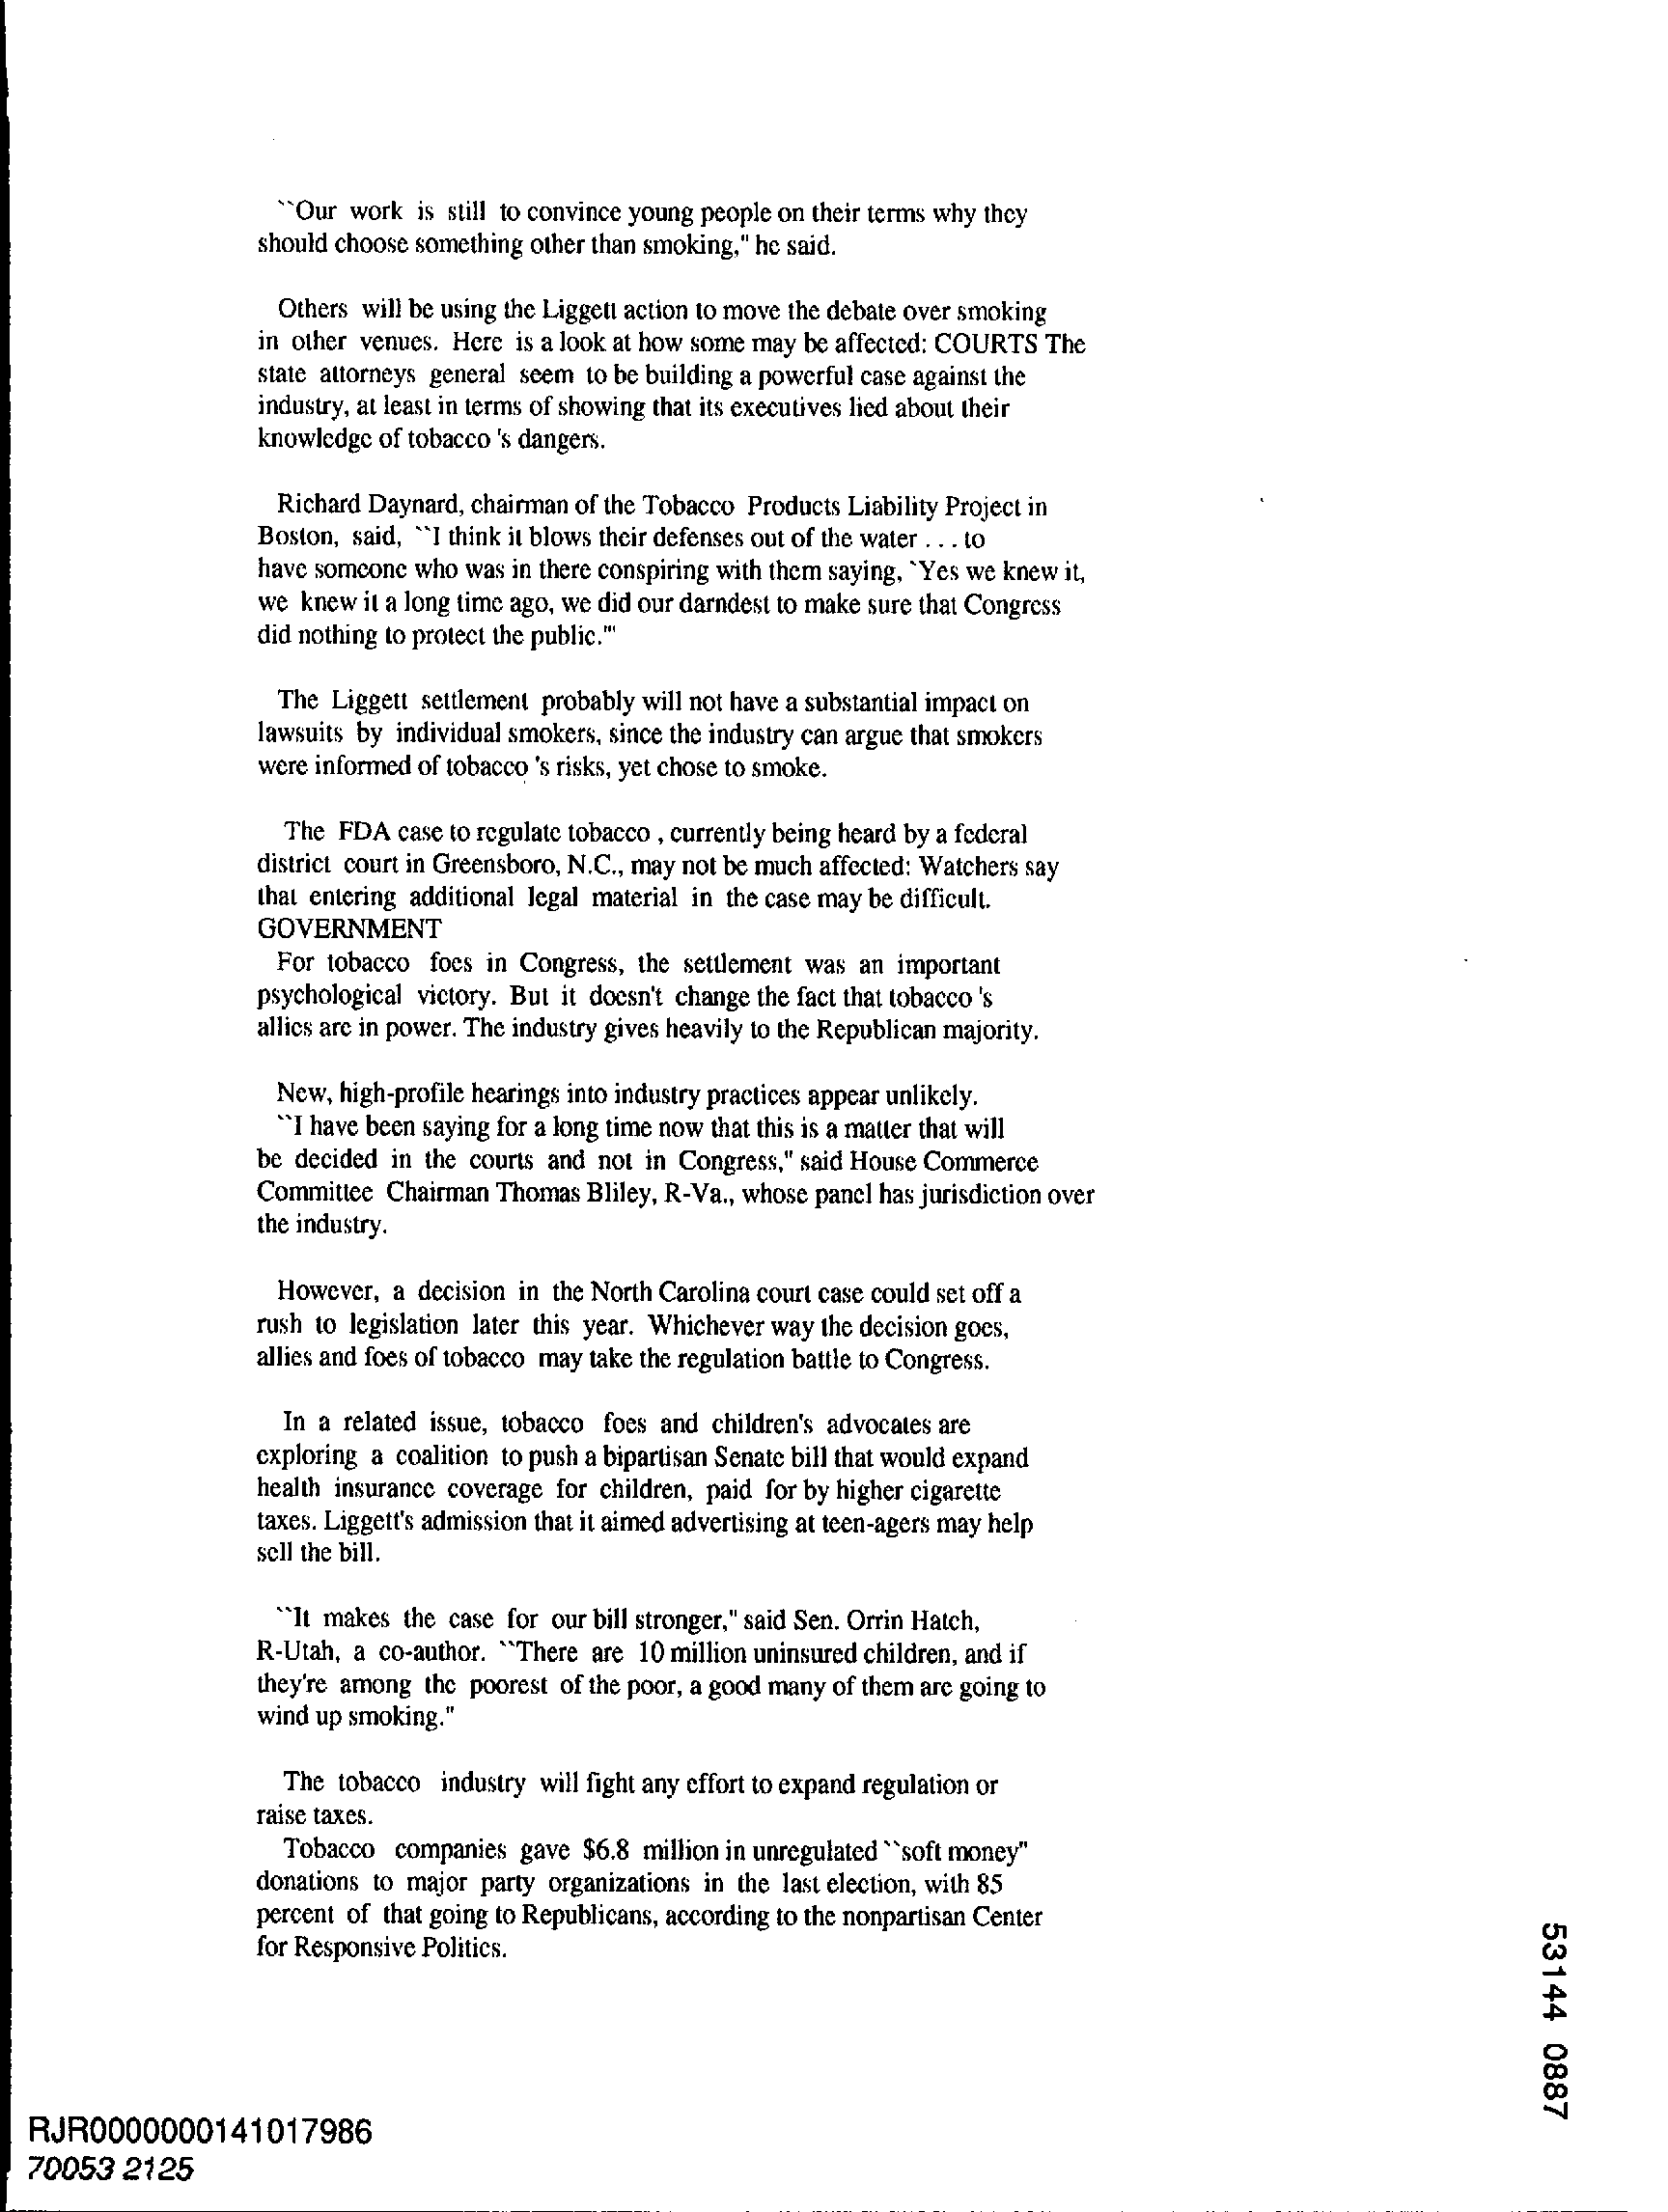 ``Our work is still to convince young people on their terms why they
should choose something other than smoking," he said.
Others will be using the Liggett action to move the debate over smoking
in other venues. Here is a look at how some may be affected: COURTS The
state attorneys general seem to be building a powerful case against the
industry, at least in terms of showing that its executives lied about their
knowledge of tobacco 's dangers.
Richard Daynard, chairman of the Tobacco Products Liability Project in
Boston, said, ``I think it blows their defenses out of the water . . . to
have someone who was in there conspiring with them saying, `Yes we knew it,
we knew it a long time ago, we did our darndest to make sure that Congress
did nothing to protect the public.'"
The Liggett settlement probably will not have a substantial impact on
lawsuits by individual smokers, since the industry can argue that smokers
were informed of tobacco 's risks, yet chose to smoke.
The FDA case to regulate tobacco , currently being heard by a federal
district court in Greensboro, N.C., may not be much affected: Watchers say
that entering additional legal material in the case may be difficult.
GOVERNMENT
For tobacco foes in Congress, the settlement was an important
psychological victory. But it doesn't change the fact that tobacco 's
allies are in power. The industry gives heavily to the Republican majority.
New, high-profile hearings into industry practices appear unlikely.
``I have been saying for a long time now that this is a matter that will
be decided in the courts and not in Congress," said House Commerce
Committee Chairman Thomas Bliley, R-Va., whose panel has jurisdiction over
the industry.
However, a decision in the North Carolina court case could set off a
rush to legislation later this year. Whichever way the decision goes,
allies and foes of tobacco may take the regulation battle to Congress.
In a related issue, tobacco foes and children's advocates are
exploring a coalition to push a bipartisan Senate bill that would expand
health insurance coverage for children, paid for by higher cigarette
taxes. Liggett's admission that it aimed advertising at teen-agers may help
sell the bill.
``It makes the case for our bill stronger," said Sen. Orrin Hatch,
R-Utah, a co-author. ``There are 10 million uninsured children, and if
they're among the poorest of the poor, a good many of them are going to
wind up smoking."
The tobacco industry will fight any effort to expand regulation or
raise taxes.
Tobacco companies gave $6.8 million in unregulated ``soft money"
donations to major party organizations in the last election, with 85
percent of that going to Republicans, according to the nonpartisan Center
for Responsive Politics.
53144 0887
RJR0000000141017986
70053 2125